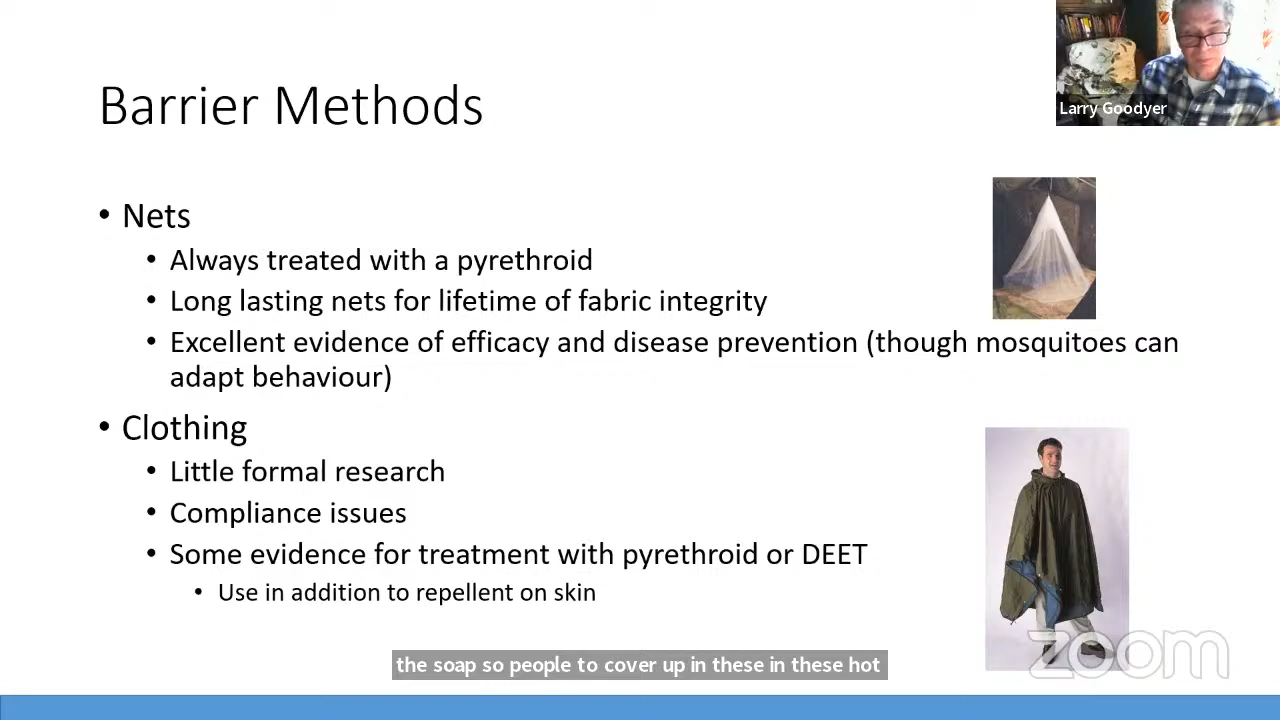 Larry Goodyer
Barrier Methods
• Nets
• Always treated with a pyrethroid
• Long lasting nets for lifetime of fabric integrity
• Excellent evidence of efficacy and disease prevention (though mosquitoes can
adapt behaviour)
• Clothing
• Little formal research
• Compliance issues
• Some evidence for treatment with pyrethroid or DEET
• Use in addition to repellent on skin
zoom
the soap so people to cover up in these in these hot